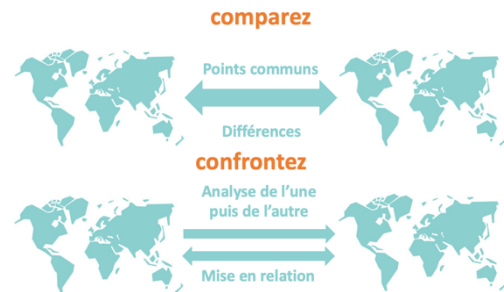 comparez
Points communs
Différences
confrontez
Analyse de l'une
puis de l'autre
Mise en relation